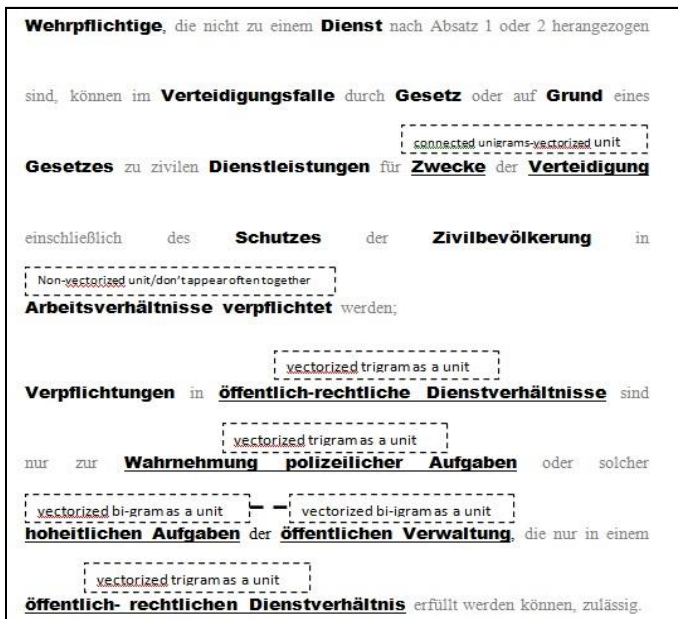 Wehrpflichtige, die nicht zu einem Dienst nach Absatz 1 oder 2 herangezogen
sind, können im Verteidigungsfalle durch Gesetz oder auf Grund eines
connected unigrams-vectorized unit
Gesetzes zu zivilen Dienstleistungen für Zwecke der Verteidigung
einschließlich des Schutzes der Zivilbevölkerung in
Non-vectorized unit/don't appear often together
Arbeitsverhältnisse verpflichtet werden;
vectorized trigram as a unit
Verpflichtungen in öffentlich-rechtliche Dienstverhältnisse sind
vectorized trigram as a unit
nur zur Wahrnehmung polizeilicher Aufgaben oder solcher
vectorized bi-gram as a unit vectorized bi-igram as a unit
hoheitlichen Aufgaben der öffentlichen Verwaltung, die nur in einem
vectorized trigram as a unit
öffentlich- rechtlichen Dienstverhältnis erfüllt werden können, zulässig.